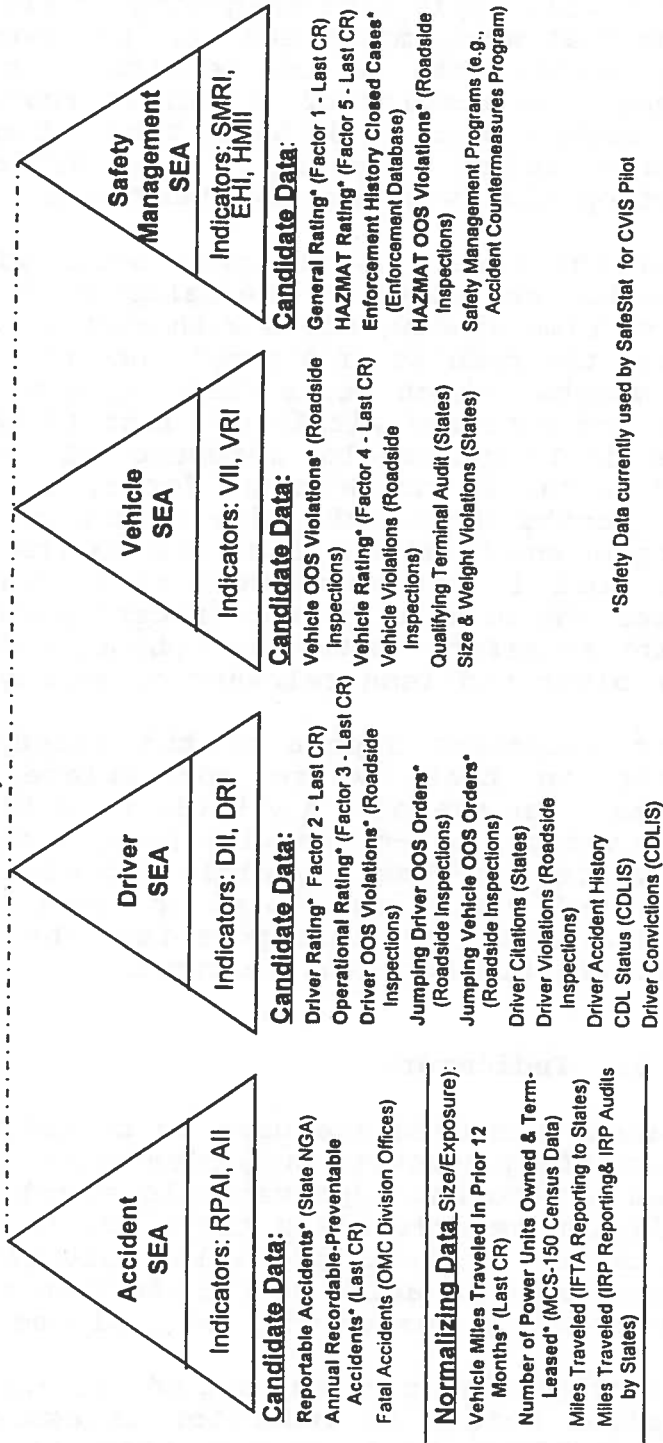 Accident
SEA
Indicators: RPAI, AII
Candidate Data:
Reportable Accidents* (State NGA)
Annual Recordable-Preventable
Accidents* (Last CR)
Fatal Accidents (OMC Division Offices)
Normalizing Data Size/Exposure):
Vehicle Miles Traveled In Prior 12
Months* (Last CR)
Number of Power Units Owned & Term-
Leased* (MCS-150 Census Data)
Miles Traveled (IFTA Reporting to States)
Miles Traveled (IRP Reporting& IRP Audits
by States)
Driver
SEA
Indicators: DII, DRI
Candidate Data:
Driver Rating* Factor 2 - Last CR)
Operational Rating* (Factor 3 - Last CR)
Driver OOS Violations* (Roadside
Inspections)
Jumping Driver OOS Orders*
(Roadside Inspections)
Jumping Vehicle OOS Orders*
(Roadside Inspections)
Driver Citations (States)
Driver Violations (Roadside
Inspections)
Driver Accident History
CDL Status (CDLIS)
Driver Convictions (CDLIS)
Vehicle
SEA
Indicators: VII, VRI
Candidate Data:
Vehicle OOS Violations* (Roadside
Inspections)
Vehicle Rating* (Factor 4 - Last CR)
Vehicle Violations (Roadside
Inspections)
Qualifying Terminal Audit (States)
Size & Weight Violations (States)
Safety
Management
SEA
Indicators: SMRI,
EHI, HMII
Candidate Data:
General Rating* (Factor 1- Last CR)
HAZMAT Rating* (Factor 5 - Last CR)
Enforcement History Closed Cases*
(Enforcement Database)
HAZMAT OOS Violations* (Roadside
Inspections)
Safety Management Programs (e.g.,
Accident Countermeasures Program)
*Safety Data currently used by SafeStat for CVIS Pilot